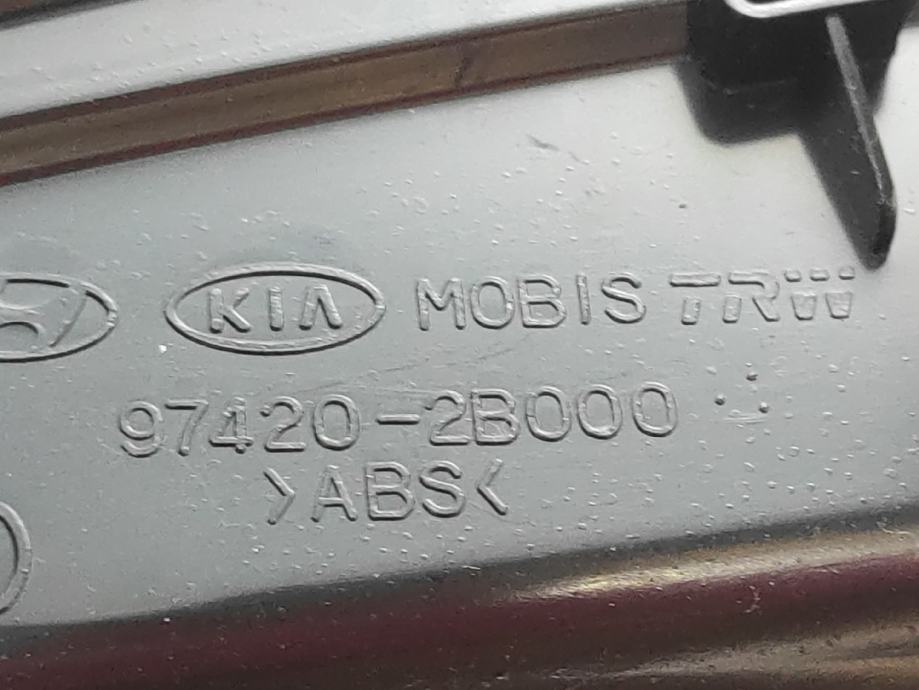 KIA MOBIS TRW
97420-2B000
>ABS<